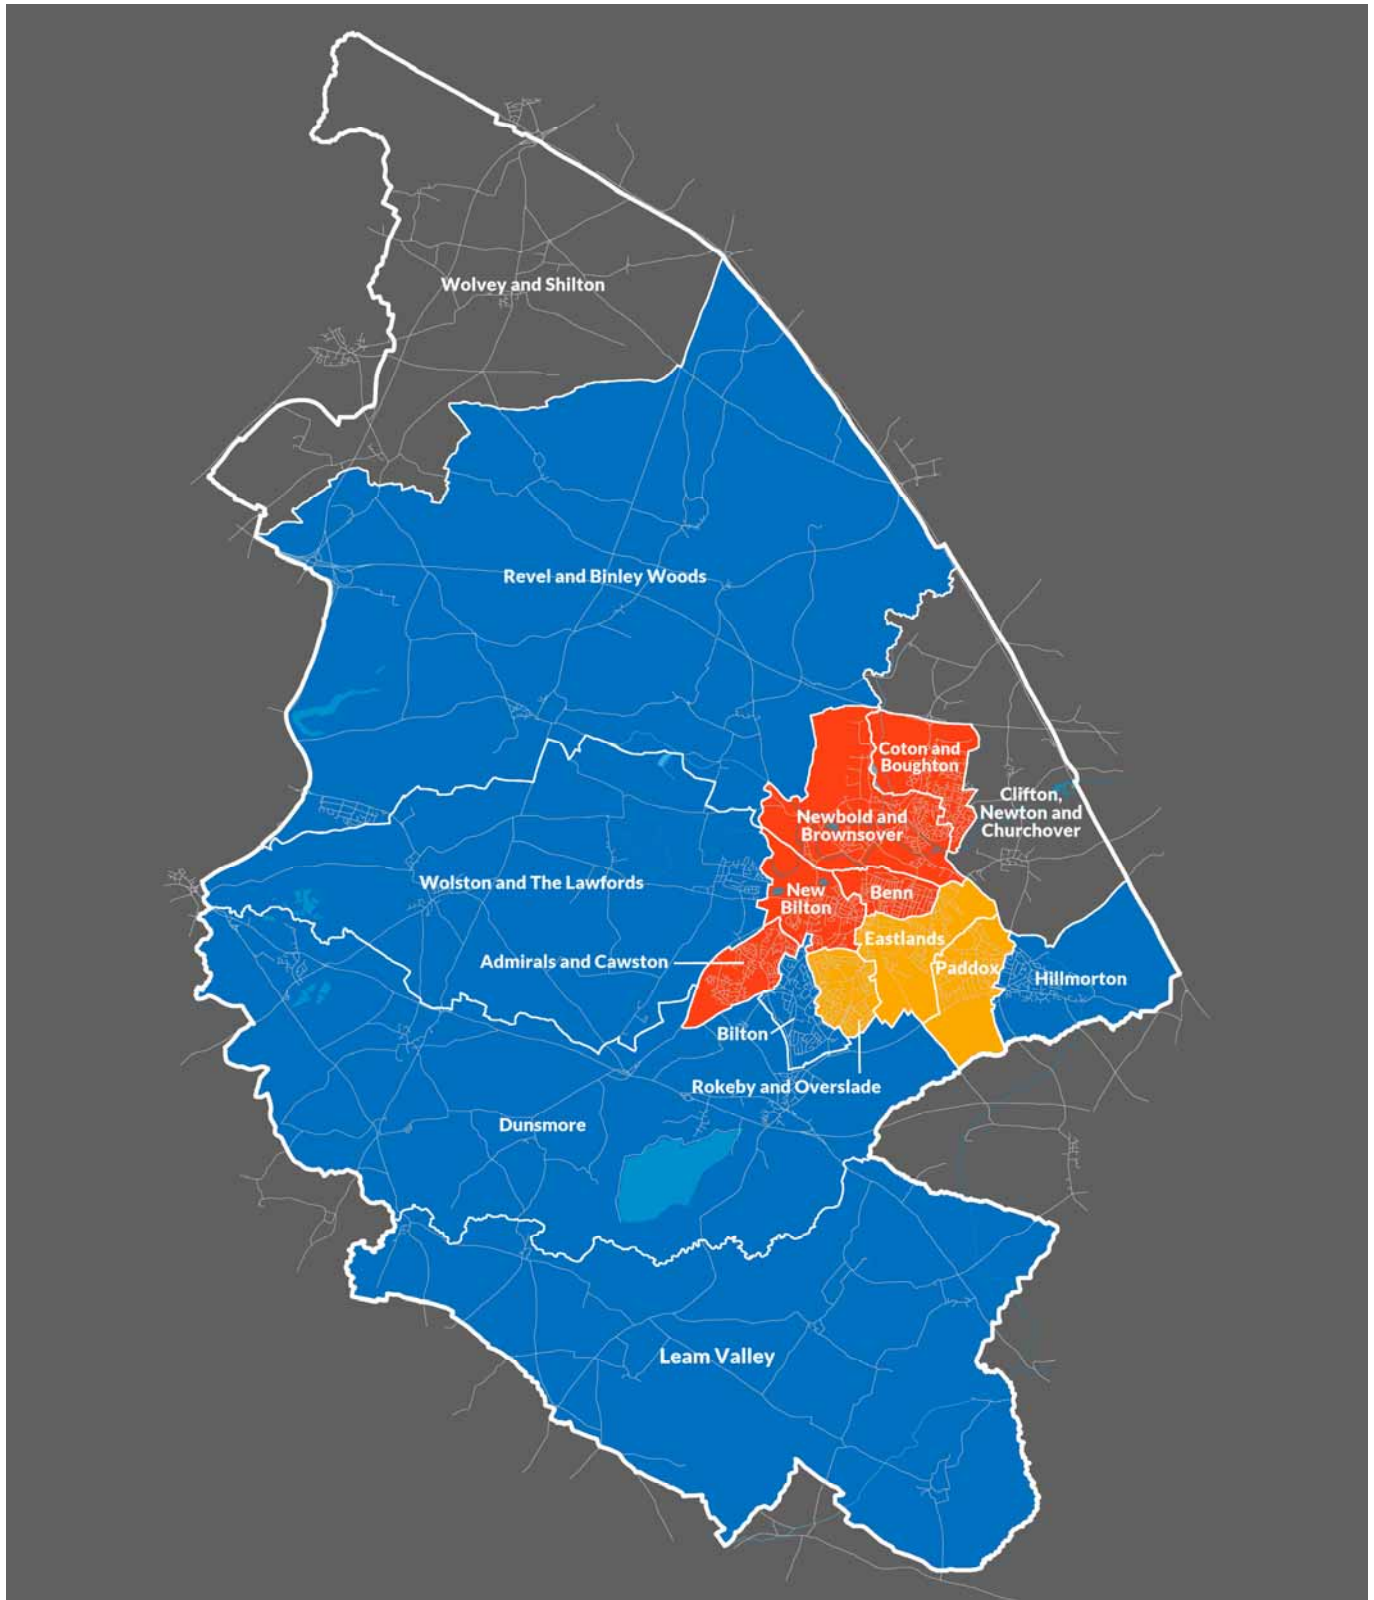 Wolvey and Shilton
Revel and Binley Woods
Coton and
Boughton
Clifton,
Newton and
Churchover
Newbold and
Brownsover
Wolston and The Lawfords
New
Bilton
Benn
Eastlands
Admirals and Cawston
Paddox
Hillmorton
Bilton
Rokeby and Overslade
Dunsmore
Leam Valley